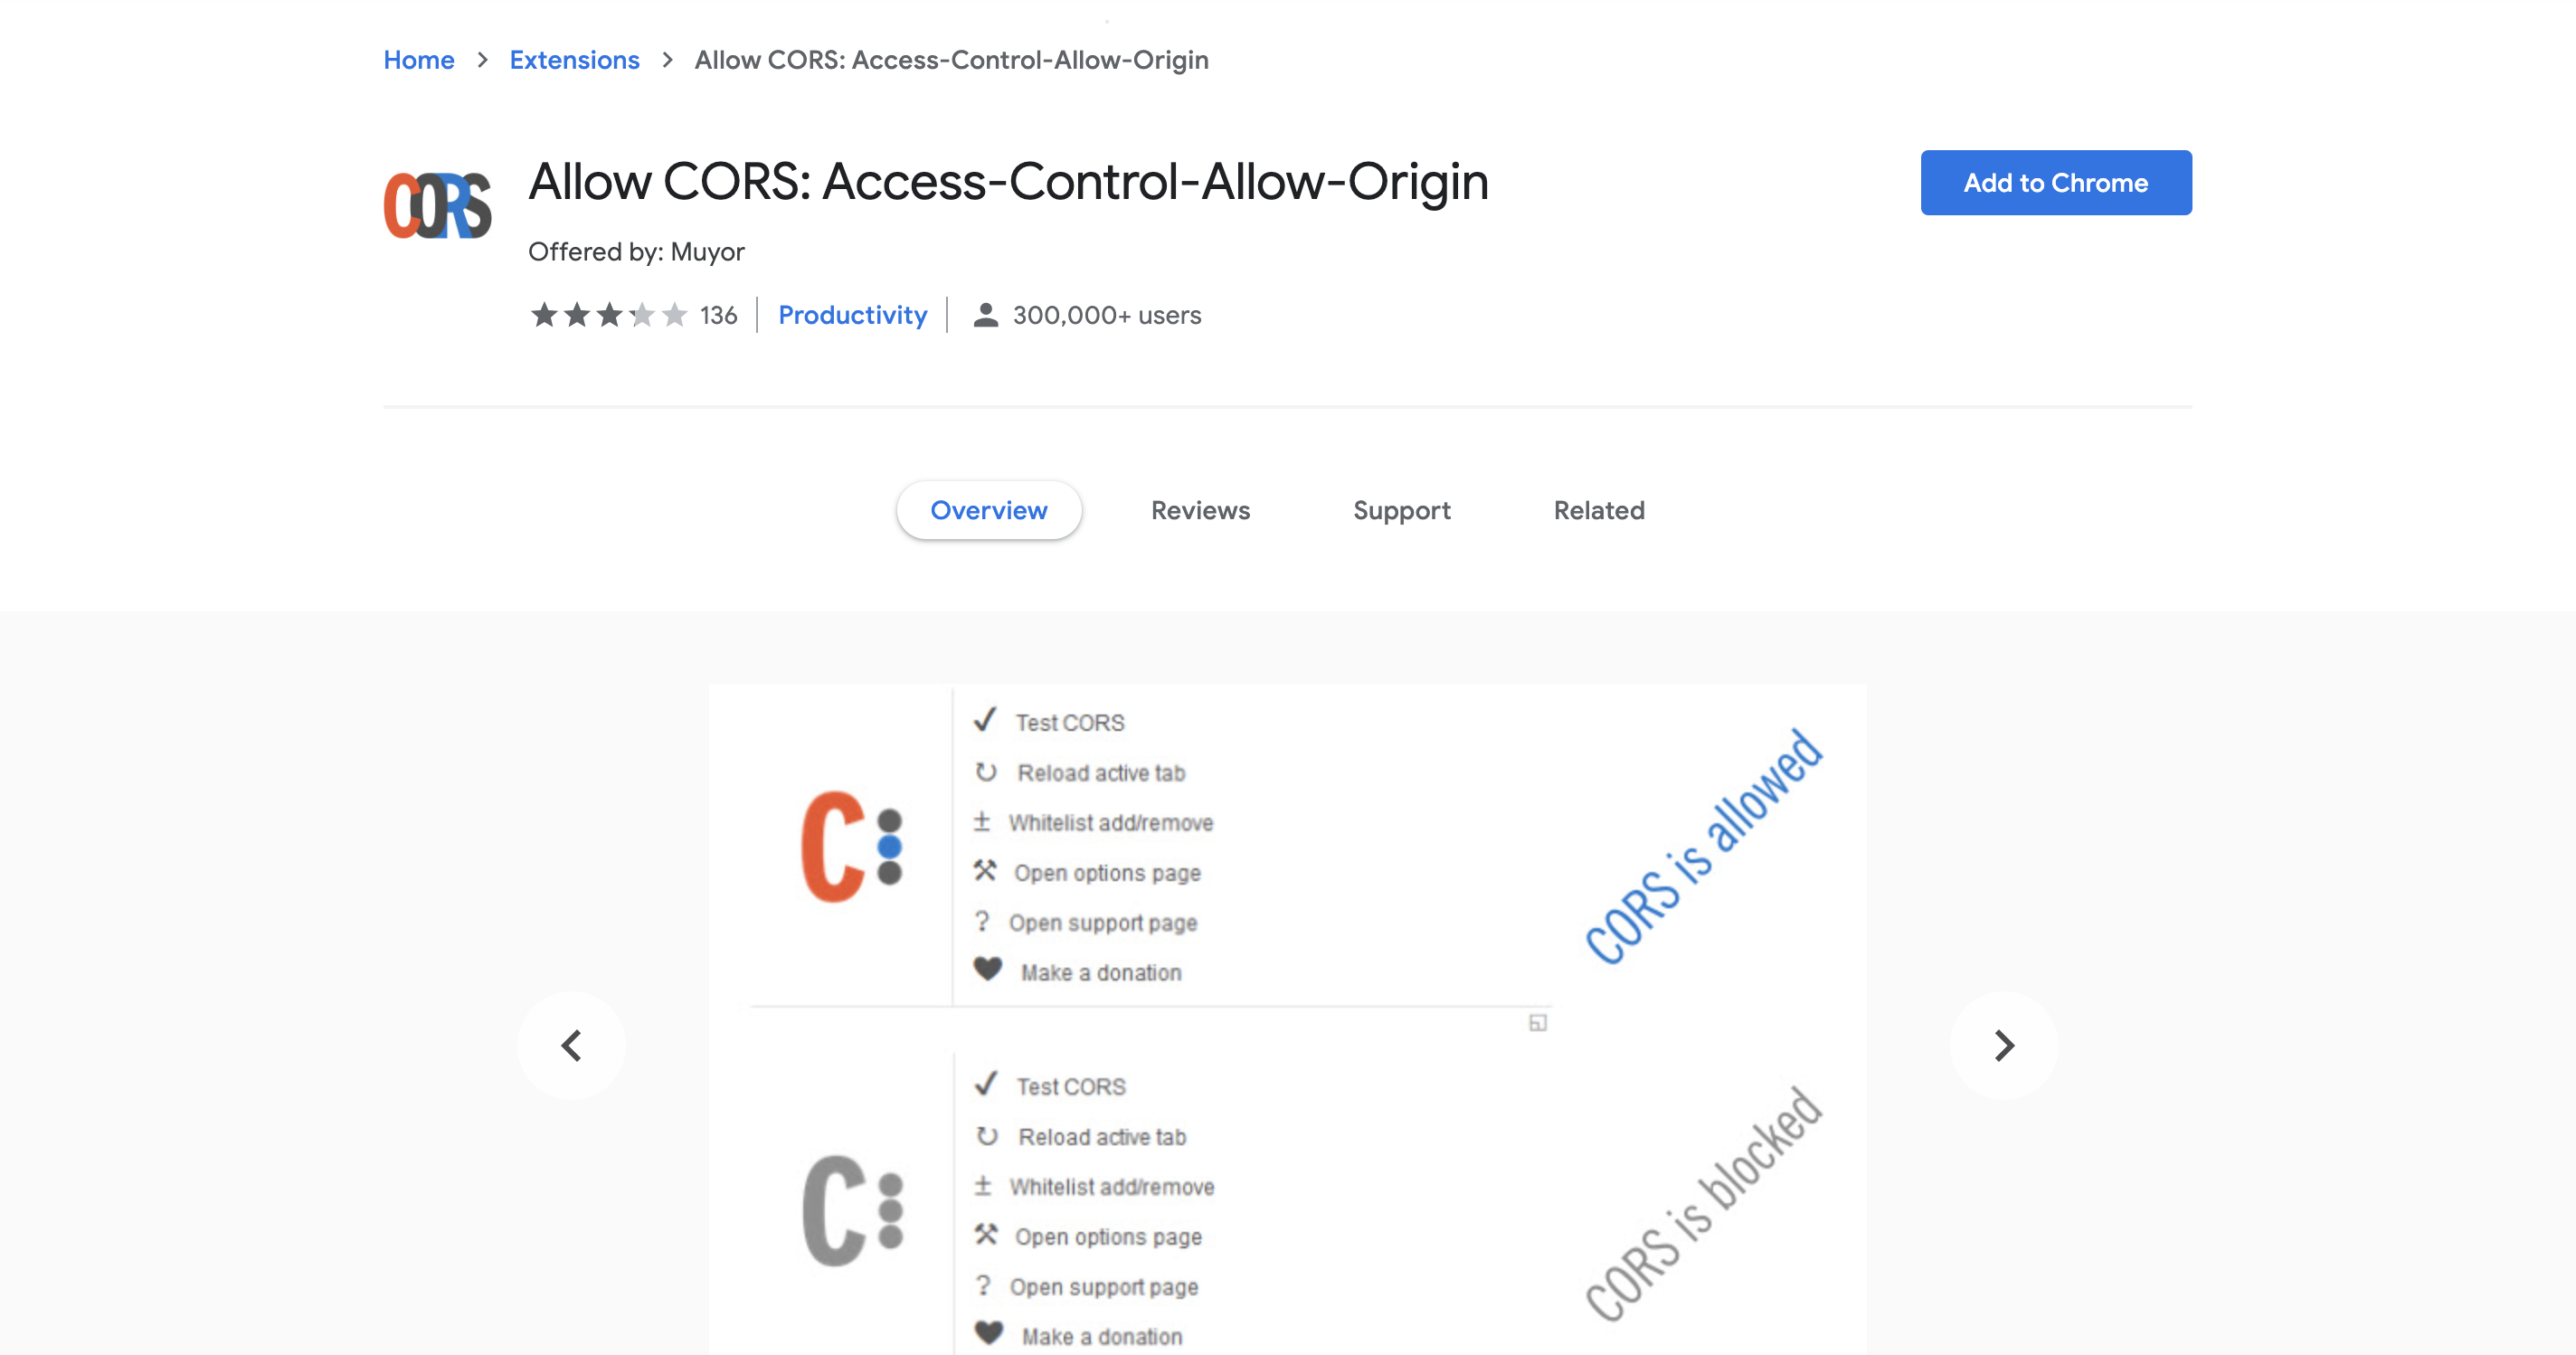 Home > Extensions > Allow CORS: Access-Control-Allow-Origin
CORS
Allow CORS: Access-Control-Allow-Origin
Add to Chrome
Offered by: Muyor
136 Productivity 300,000+ users
Overview Reviews Support Related
C
Test CORS
Reload active tab
± Whitelist add/remove
Open options page
? Open support page
Make a donation
CORS is allowed
C
Test CORS
Reload active tab
± Whitelist add/remove
Open options page
? Open support page
Make a donation
CORS is blocked